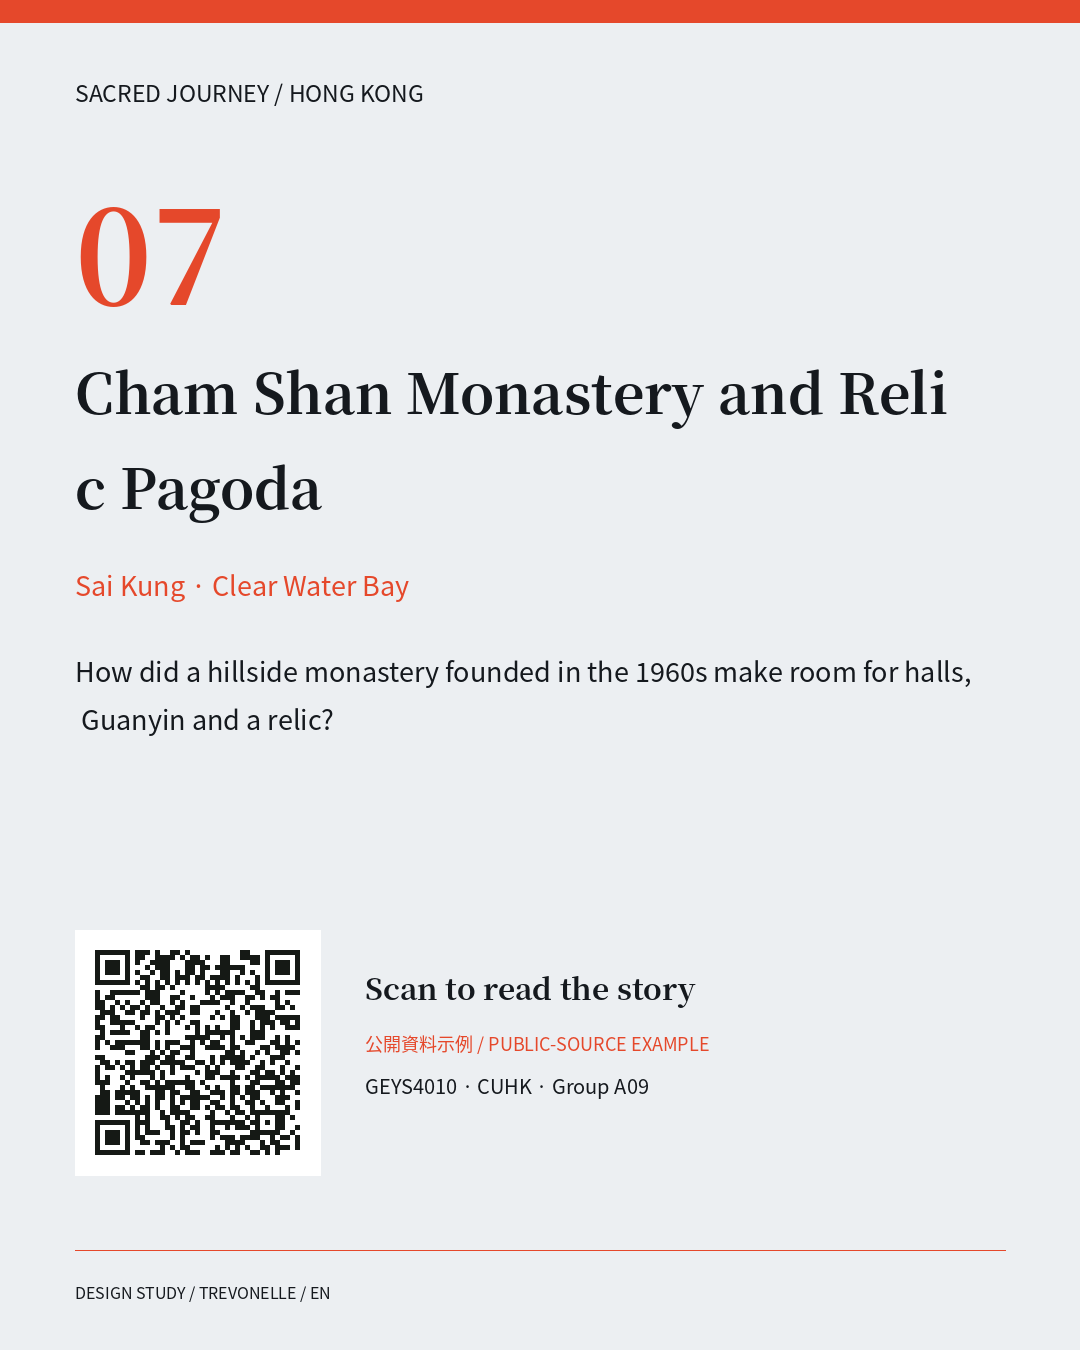 SACRED JOURNEY / HONG KONG
07
Cham Shan Monastery and Reli
c Pagoda
Sai Kung · Clear Water Bay
How did a hillside monastery founded in the 1960s make room for halls,
Guanyin and a relic?
Scan to read the story
公開資料示例 / PUBLIC-SOURCE EXAMPLE
GEYS4010 · CUHK · Group A09
DESIGN STUDY / TREVONELLE / EN